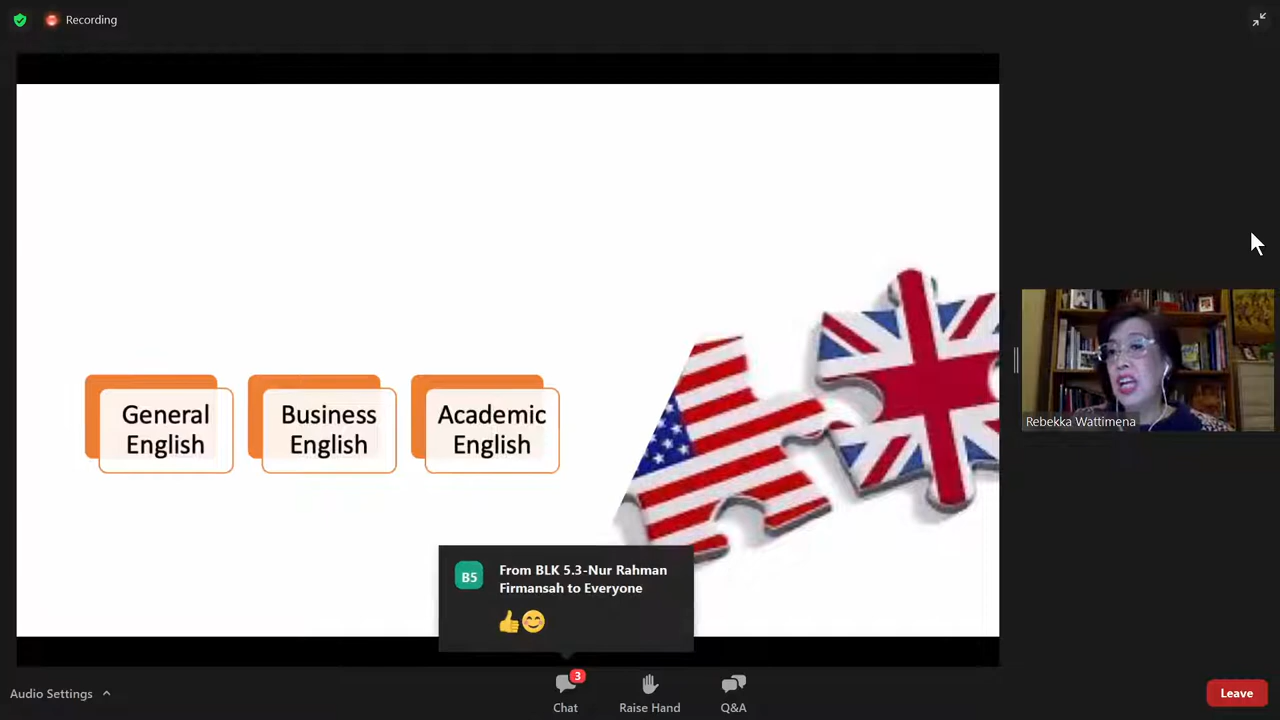 Recording
General
English
Business
English
Academic
English
Rebekka Wattimena
B5
From BLK 5.3-Nur Rahman
Firmansah to Everyone
👍😊
Audio Settings
3
Chat
Raise Hand
Q&A
Leave